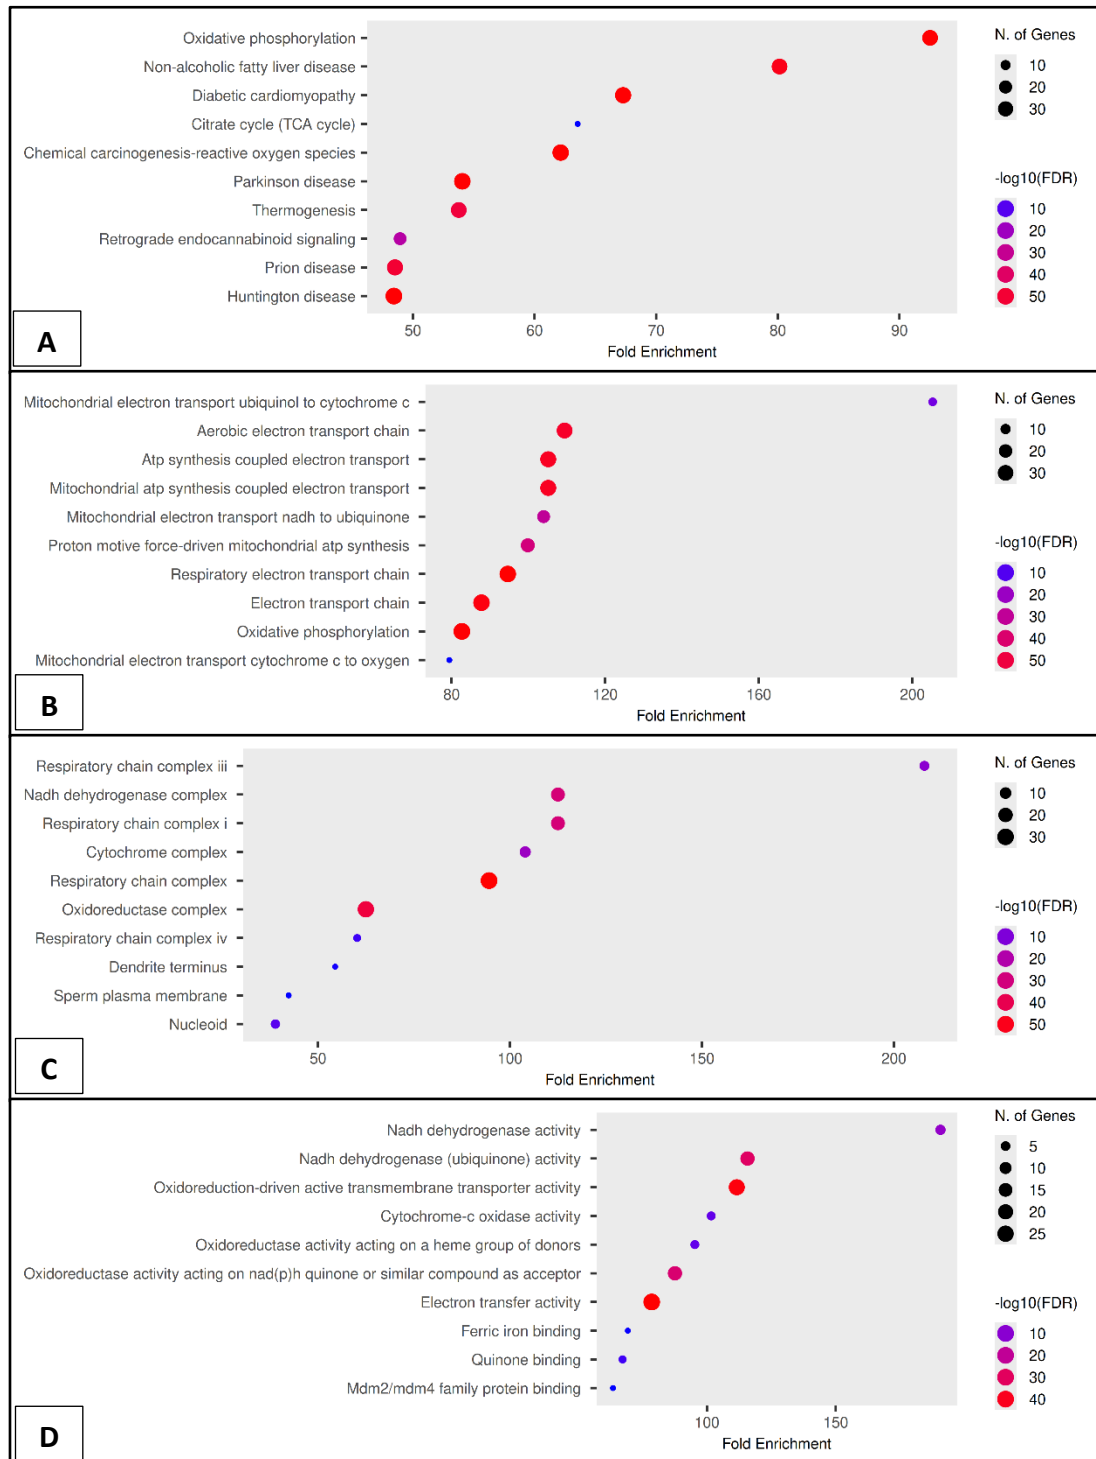 Oxidative phosphorylation
Non-alcoholic fatty liver disease
Diabetic cardiomyopathy
Citrate cycle (TCA cycle)
Chemical carcinogenesis-reactive oxygen species
Parkinson disease
Thermogenesis
Retrograde endocannabinoid signaling
Prion disease
Huntington disease
50 60 70 80 90
Fold Enrichment
N. of Genes
10
20
30
-log10(FDR)
10
20
30
40
50
A
Mitochondrial electron transport ubiquinol to cytochrome c
Aerobic electron transport chain
Atp synthesis coupled electron transport
Mitochondrial atp synthesis coupled electron transport
Mitochondrial electron transport nadh to ubiquinone
Proton motive force-driven mitochondrial atp synthesis
Respiratory electron transport chain
Electron transport chain
Oxidative phosphorylation
Mitochondrial electron transport cytochrome c to oxygen
80 120 160 200
Fold Enrichment
N. of Genes
10
20
30
-log10(FDR)
10
20
30
40
50
B
Respiratory chain complex iii
Nadh dehydrogenase complex
Respiratory chain complex i
Cytochrome complex
Respiratory chain complex
Oxidoreductase complex
Respiratory chain complex iv
Dendrite terminus
Sperm plasma membrane
Nucleoid
50 100 150 200
Fold Enrichment
N. of Genes
10
20
30
-log10(FDR)
10
20
30
40
50
C
Nadh dehydrogenase activity
Nadh dehydrogenase (ubiquinone) activity
Oxidoreduction-driven active transmembrane transporter activity
Cytochrome-c oxidase activity
Oxidoreductase activity acting on a heme group of donors
Oxidoreductase activity acting on nad(p)h quinone or similar compound as acceptor
Electron transfer activity
Ferric iron binding
Quinone binding
Mdm2/mdm4 family protein binding
100 150
Fold Enrichment
N. of Genes
5
10
15
20
25
-log10(FDR)
10
20
30
40
D